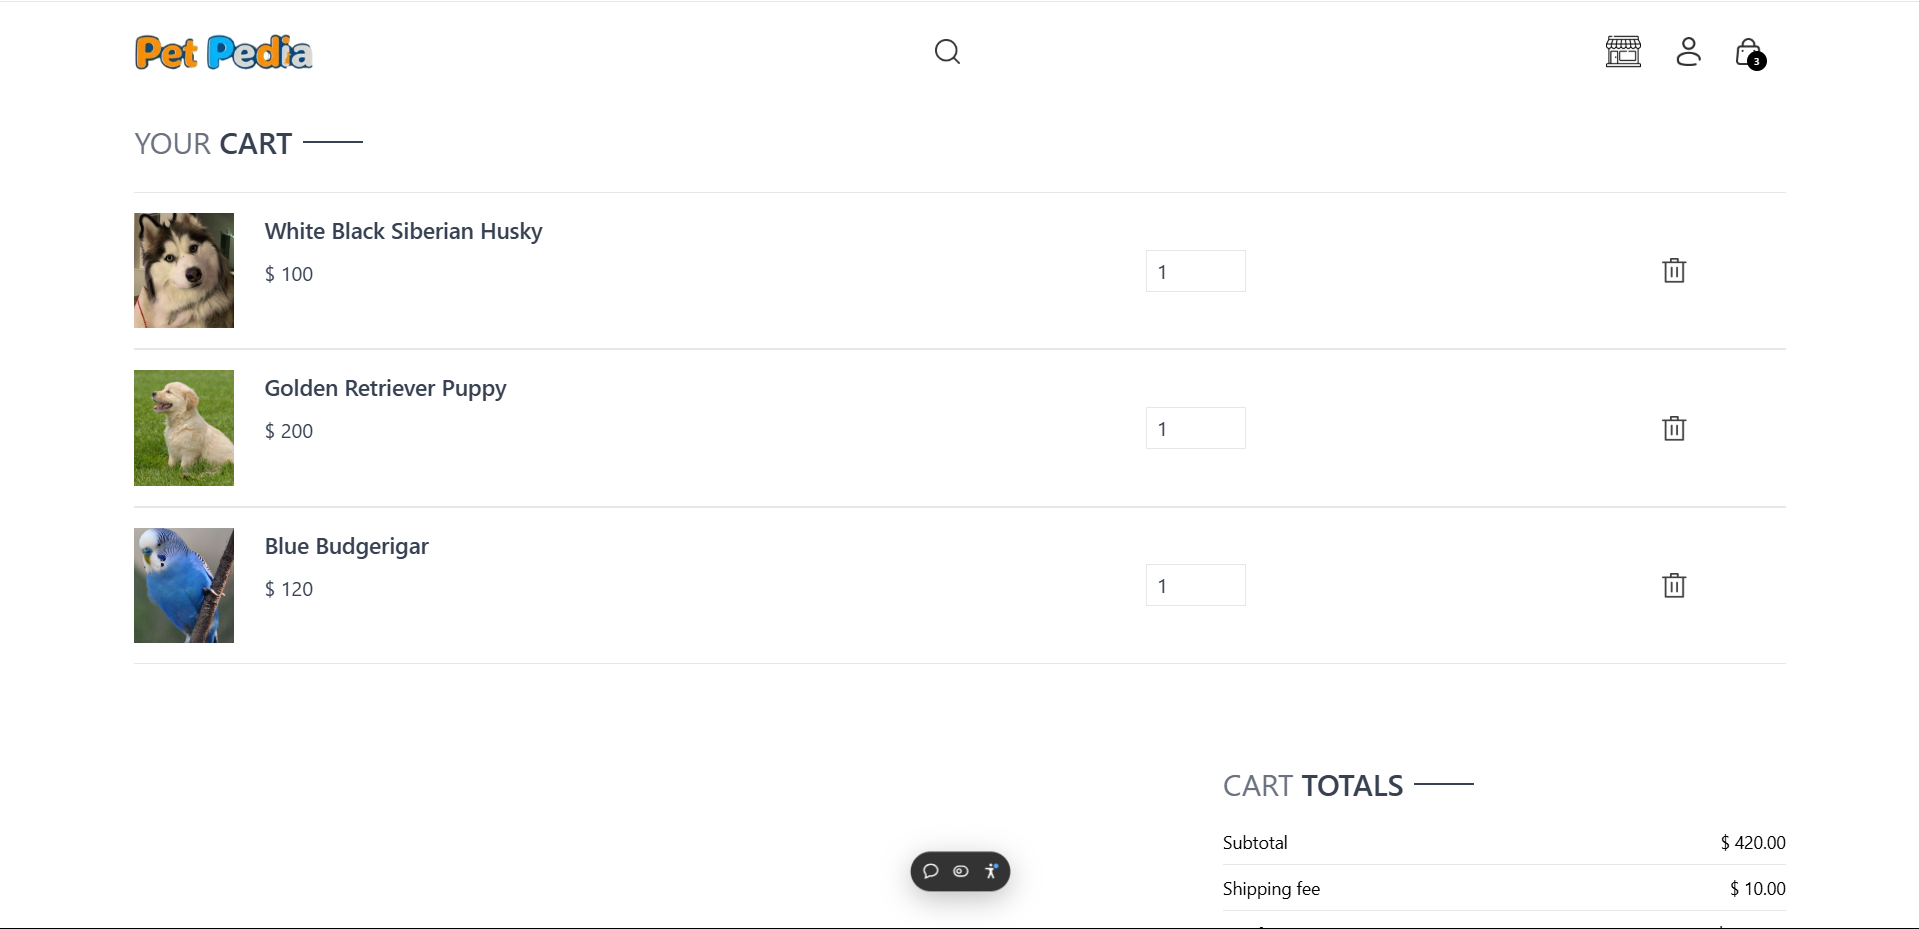 Pet Pedia
3
YOUR CART
White Black Siberian Husky
$ 100
1
Golden Retriever Puppy
$ 200
1
Blue Budgerigar
$ 120
1
CART TOTALS
Subtotal $ 420.00
Shipping fee $ 10.00